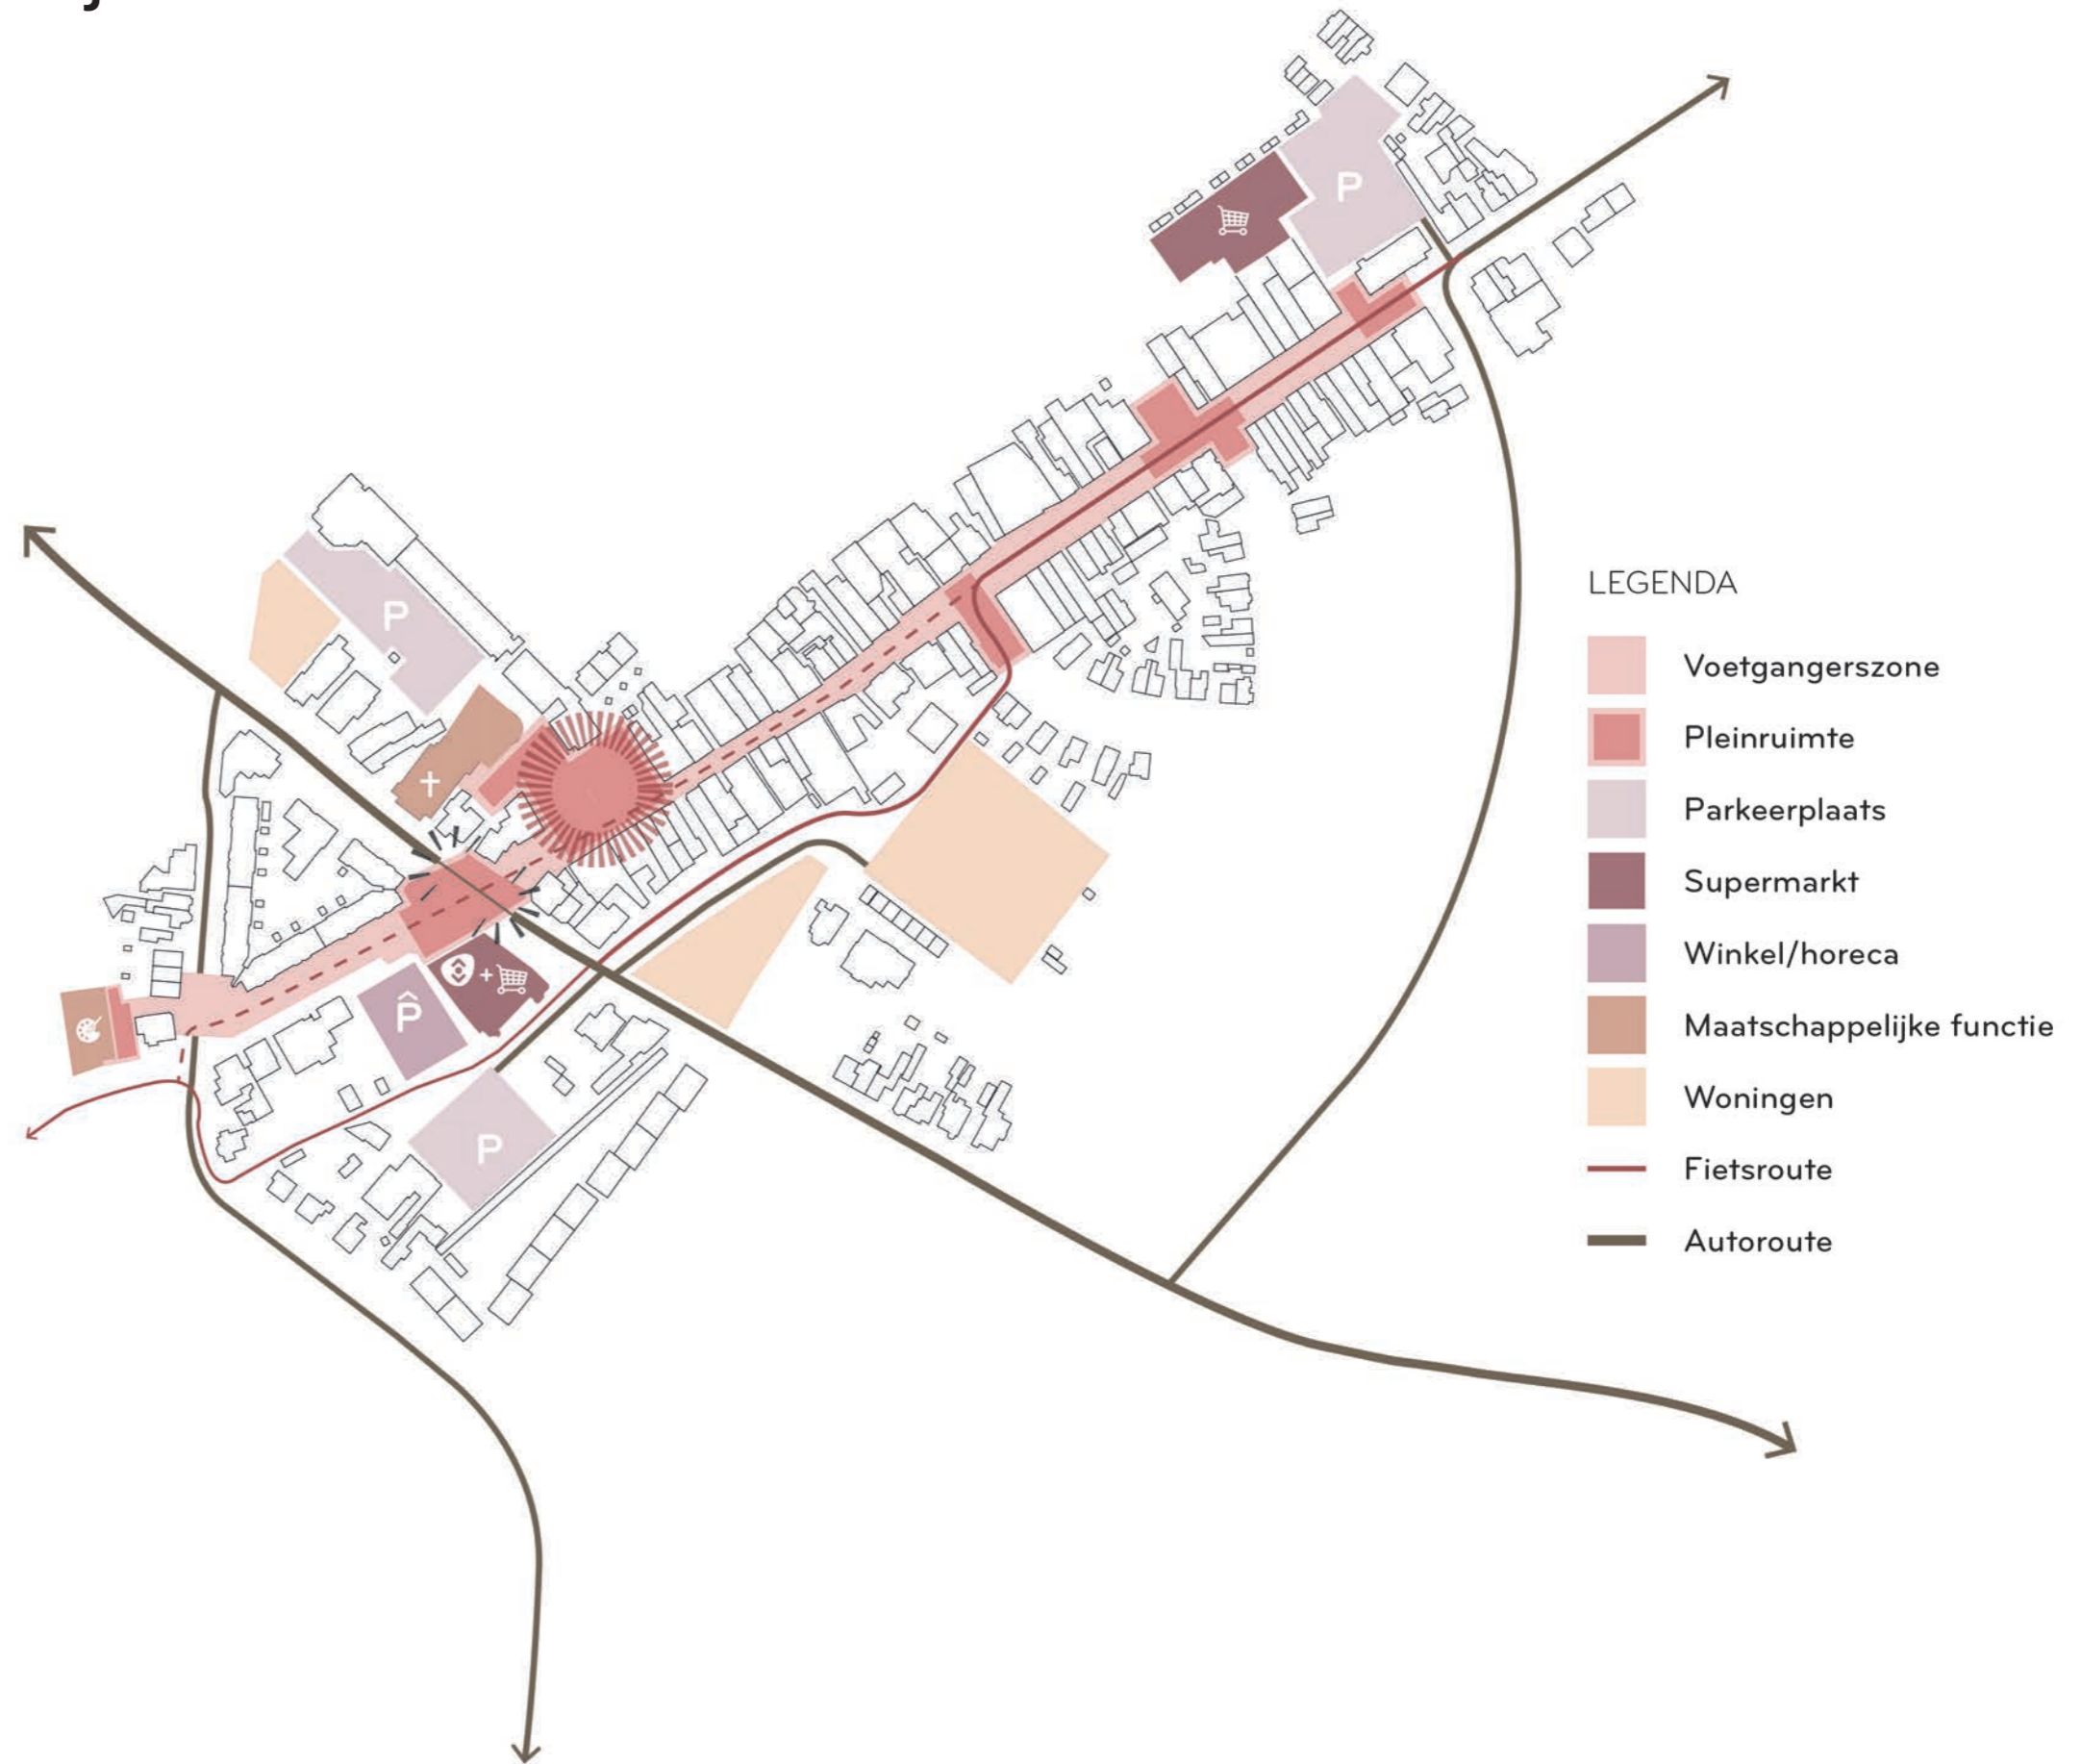 P
P
P̂
+
P
LEGENDA
Voetgangerszone
Pleinruimte
Parkeerplaats
Supermarkt
Winkel/horeca
Maatschappelijke functie
Woningen
Fietsroute
Autoroute